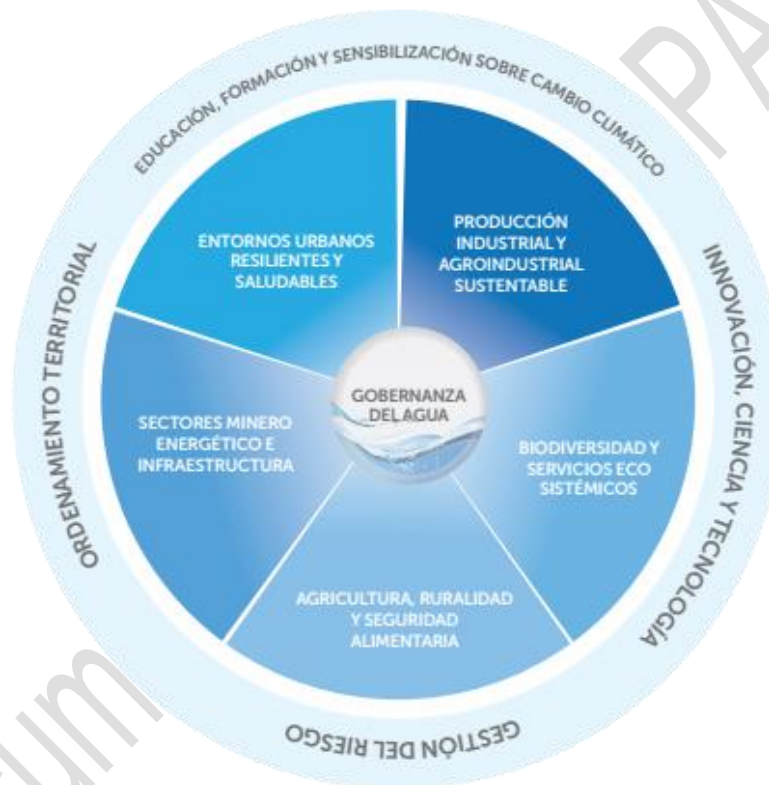 EDUCACIÓN, FORMACIÓN Y SENSIBILIZACIÓN SOBRE CAMBIO CLIMÁTICO
ENTORNOS URBANOS
RESILIENTES Y
SALUDABLES
PRODUCCIÓN
INDUSTRIAL Y
AGROINDUSTRIAL
SUSTENTABLE
ORDENAMIENTO TERRITORIAL
INNOVACIÓN, CIENCIA Y TECNOLOGÍA
GOBERNANZA
DEL AGUA
SECTORES MINERO
ENERGÉTICO E
INFRAESTRUCTURA
BIODIVERSIDAD Y
SERVICIOS ECO
SISTÉMICOS
AGRICULTURA, RURALIDAD
Y SEGURIDAD
ALIMENTARIA
GESTIÓN DEL RIESGO